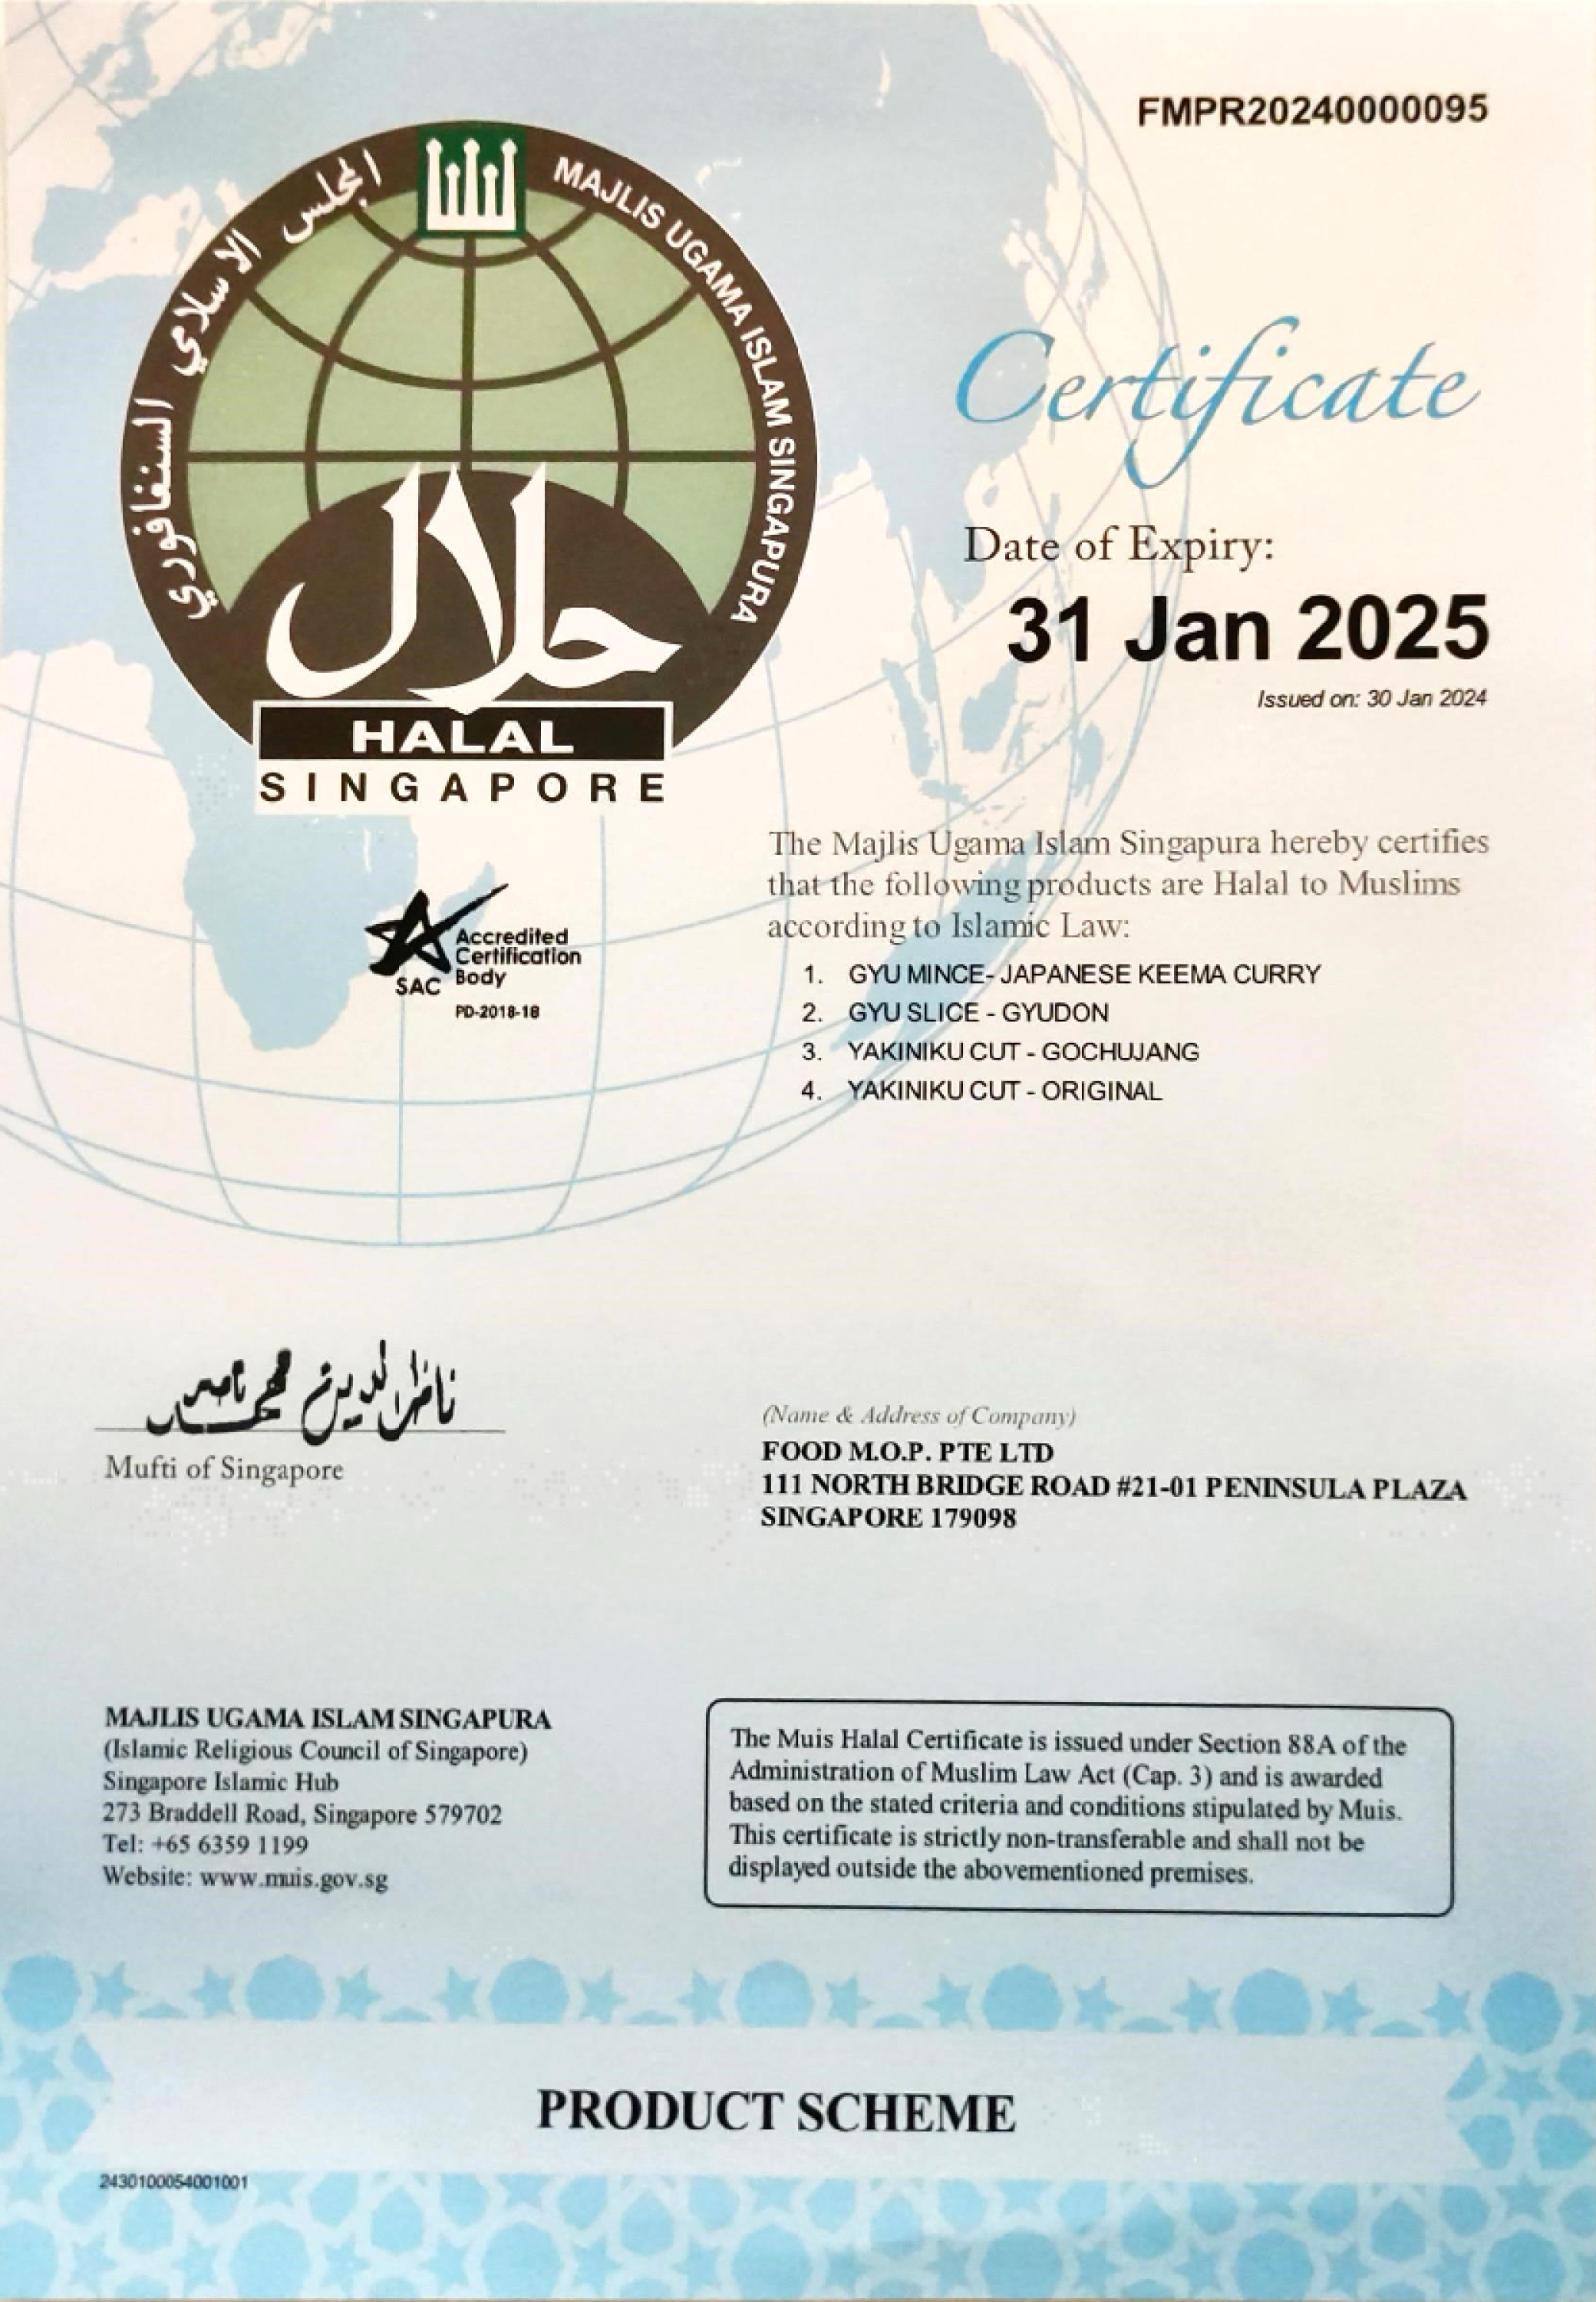 FMPR20240000095
المجلس الاسلامي السنغافوري
MAJLIS UGAMA ISLAM SINGAPURA
حلال
HALAL
SINGAPORE
Certificate
Date of Expiry:
31 Jan 2025
Issued on: 30 Jan 2024
Accredited
Certification
Body
SAC
PD-2018-18
The Majlis Ugama Islam Singapura hereby certifies
that the following products are Halal to Muslims
according to Islamic Law:
1. GYU MINCE- JAPANESE KEEMA CURRY
2. GYU SLICE - GYUDON
3. YAKINIKU CUT - GOCHUJANG
4. YAKINIKU CUT - ORIGINAL
محمد ناصر
Mufti of Singapore
(Name & Address of Company)
FOOD M.O.P. PTE LTD
111 NORTH BRIDGE ROAD #21-01 PENINSULA PLAZA
SINGAPORE 179098
MAJLIS UGAMA ISLAM SINGAPURA
(Islamic Religious Council of Singapore)
Singapore Islamic Hub
273 Braddell Road, Singapore 579702
Tel: +65 6359 1199
Website: www.muis.gov.sg
The Muis Halal Certificate is issued under Section 88A of the
Administration of Muslim Law Act (Cap. 3) and is awarded
based on the stated criteria and conditions stipulated by Muis.
This certificate is strictly non-transferable and shall not be
displayed outside the abovementioned premises.
PRODUCT SCHEME
2430100054001001